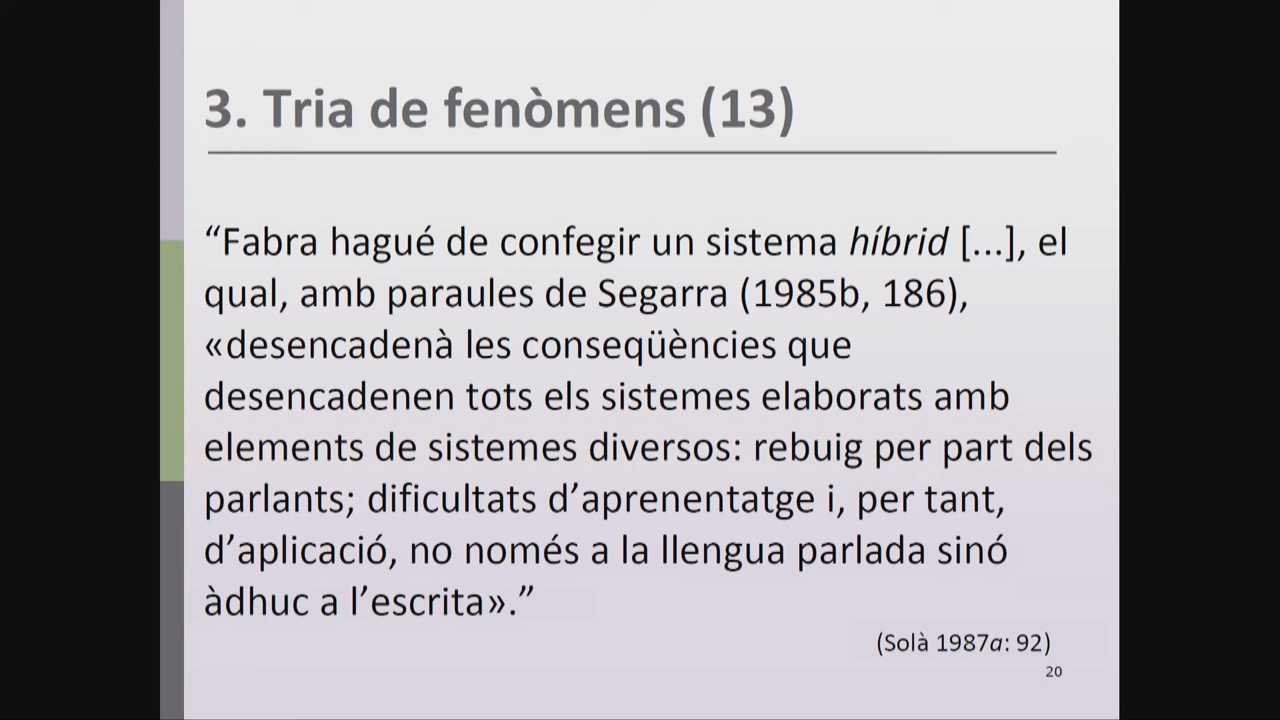 3. Tria de fenòmens (13)
“Fabra hagué de confegir un sistema híbrid [...], el
qual, amb paraules de Segarra (1985b, 186),
«desencadenà les conseqüències que
desencadenen tots els sistemes elaborats amb
elements de sistemes diversos: rebuig per part dels
parlants; dificultats d’aprenentatge i, per tant,
d’aplicació, no només a la llengua parlada sinó
àdhuc a l’escrita».”
(Solà 1987a: 92)
20